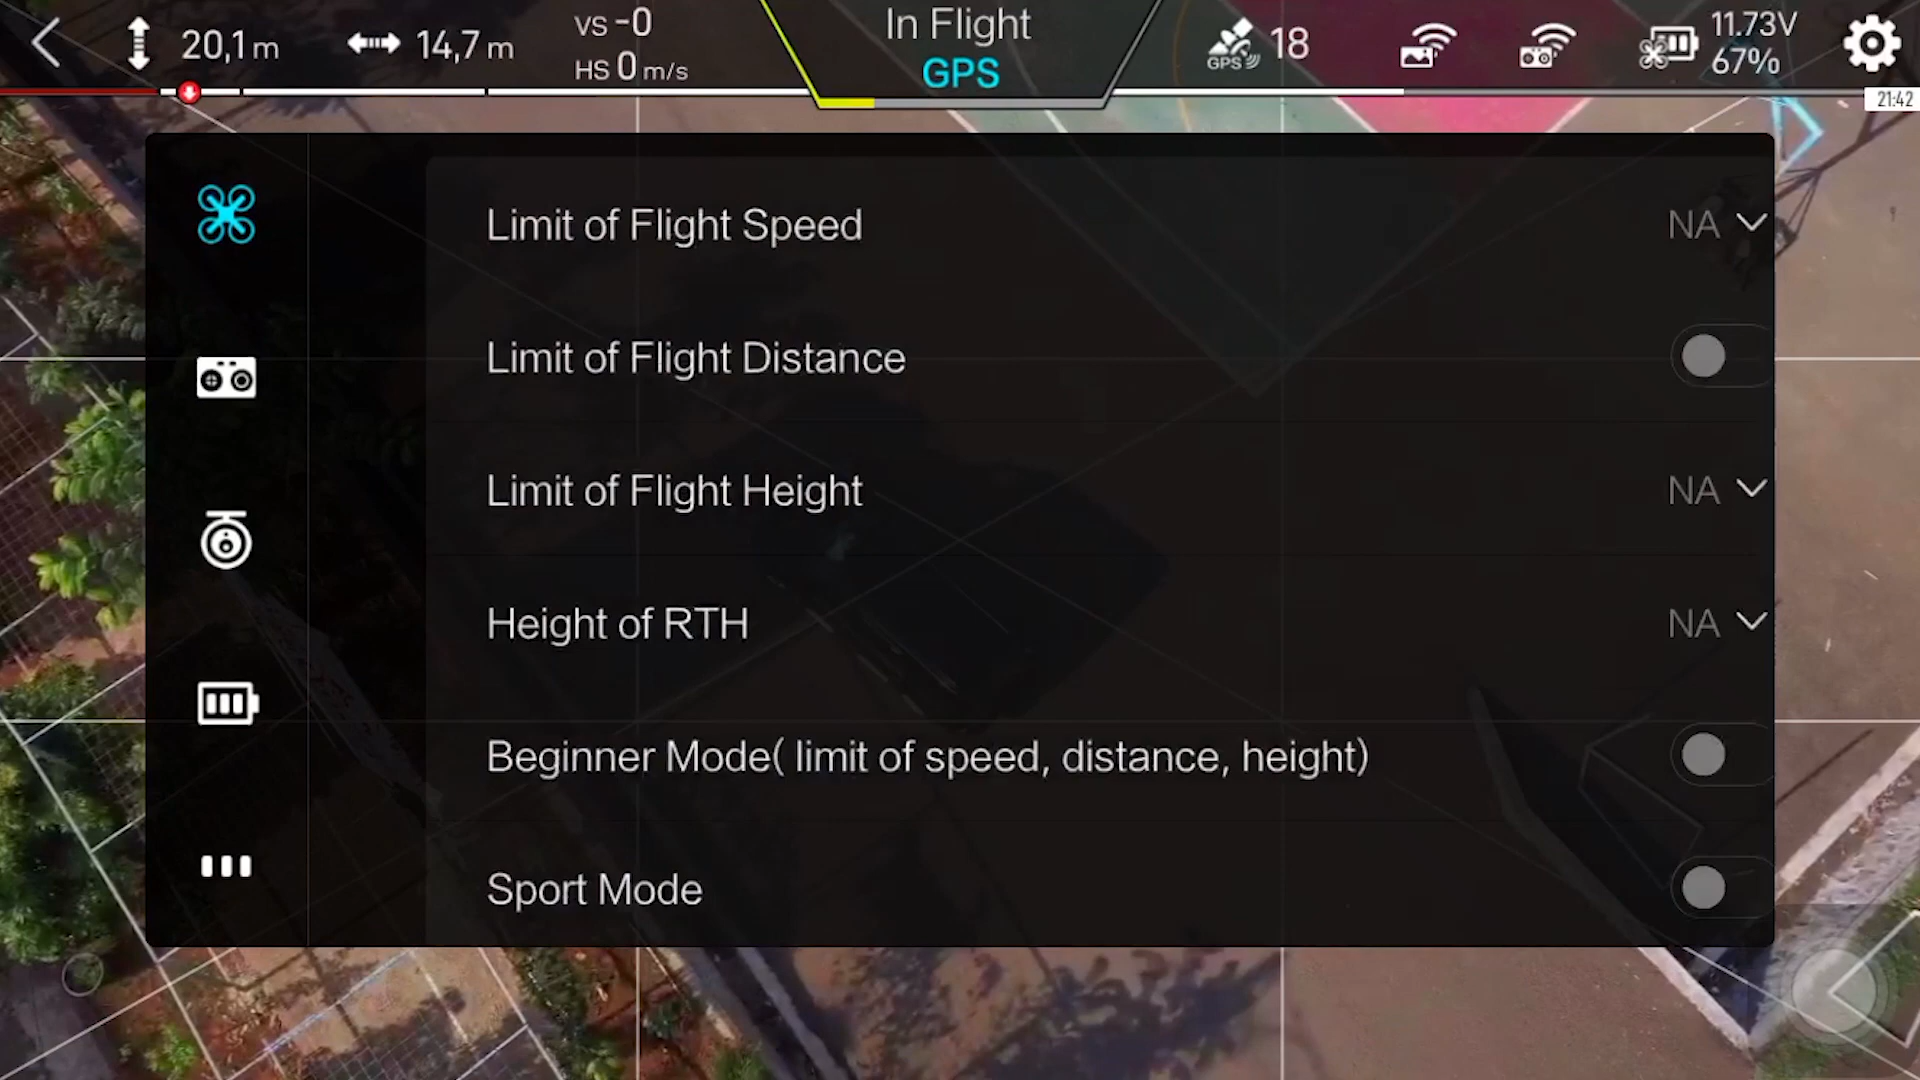 20,1 m
14,7 m
VS -0
HS 0 m/s
In Flight
GPS
GPS 18
11.73V
67%
21:42
Limit of Flight Speed NA
Limit of Flight Distance
Limit of Flight Height NA
Height of RTH NA
Beginner Mode( limit of speed, distance, height)
Sport Mode